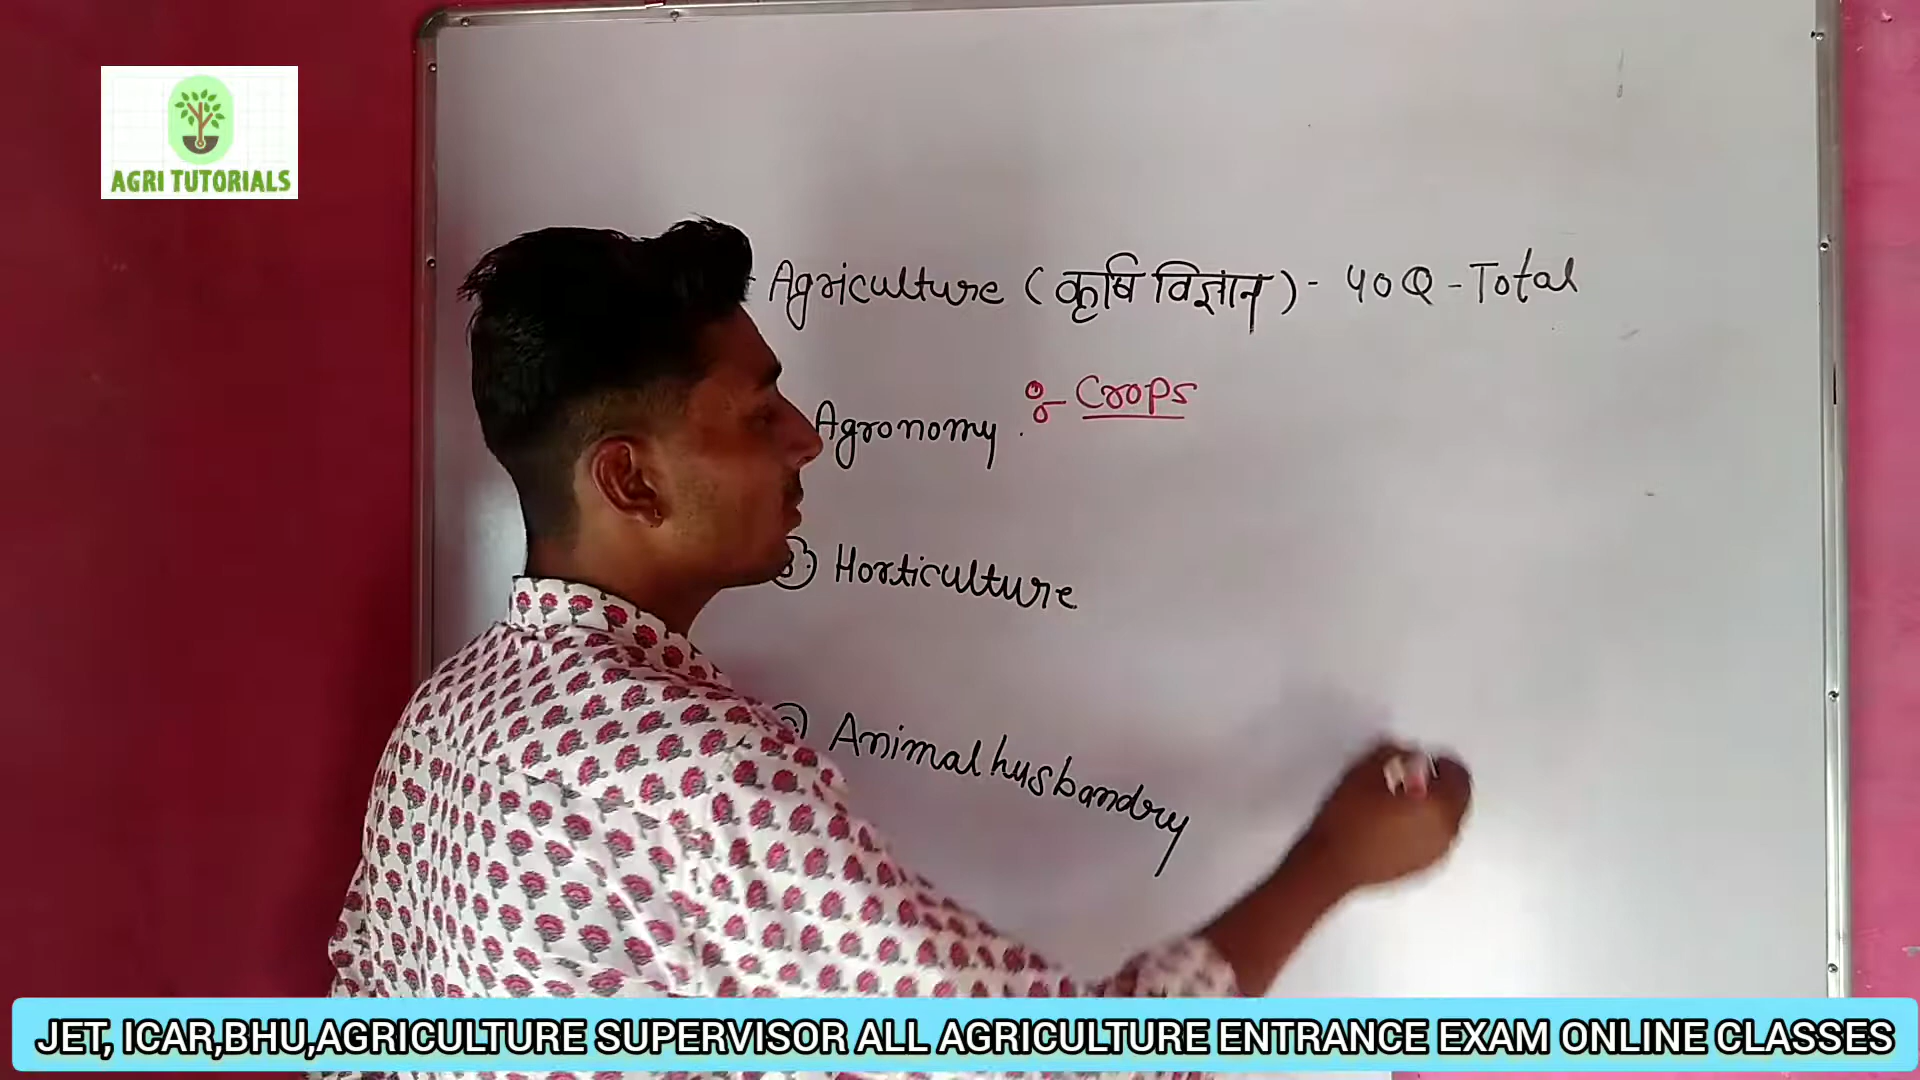 AGRI TUTORIALS
Agriculture (कृषि विज्ञान) - 40Q - Total
Agronomy :- Crops
Horticulture
Animal husbandry
JET, ICAR,BHU,AGRICULTURE SUPERVISOR ALL AGRICULTURE ENTRANCE EXAM ONLINE CLASSES